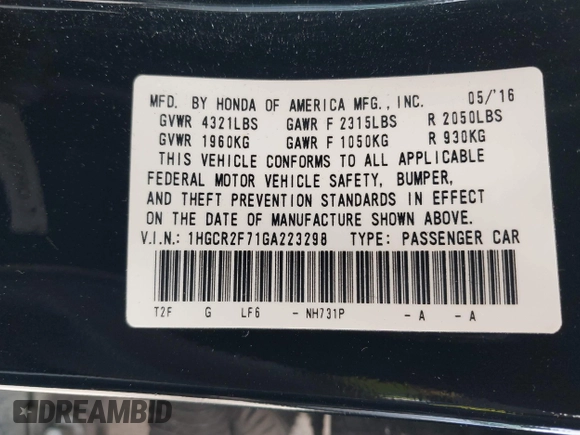 MFD. BY HONDA OF AMERICA MFG., INC. 05/'16
GVWR 4321LBS GAWR F 2315LBS R 2050LBS
GVWR 1960KG GAWR F 1050KG R 930KG
THIS VEHICLE CONFORMS TO ALL APPLICABLE
FEDERAL MOTOR VEHICLE SAFETY, BUMPER,
AND THEFT PREVENTION STANDARDS IN EFFECT
ON THE DATE OF MANUFACTURE SHOWN ABOVE.
V.I.N.: 1HGCR2F71GA223298 TYPE: PASSENGER CAR
T2F G LF6 - NH731P - A - A
DREAMBID